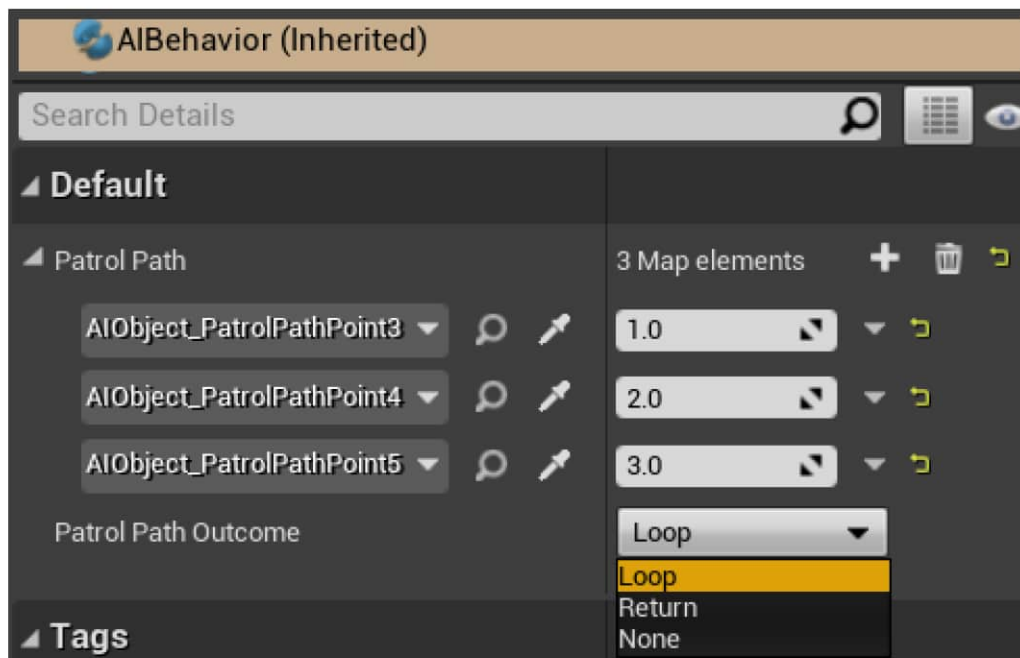 AIBehavior (Inherited)
Search Details
Default
Patrol Path 3 Map elements
AIObject_PatrolPathPoint3 1.0
AIObject_PatrolPathPoint4 2.0
AIObject_PatrolPathPoint5 3.0
Patrol Path Outcome Loop
Loop
Return
None
Tags